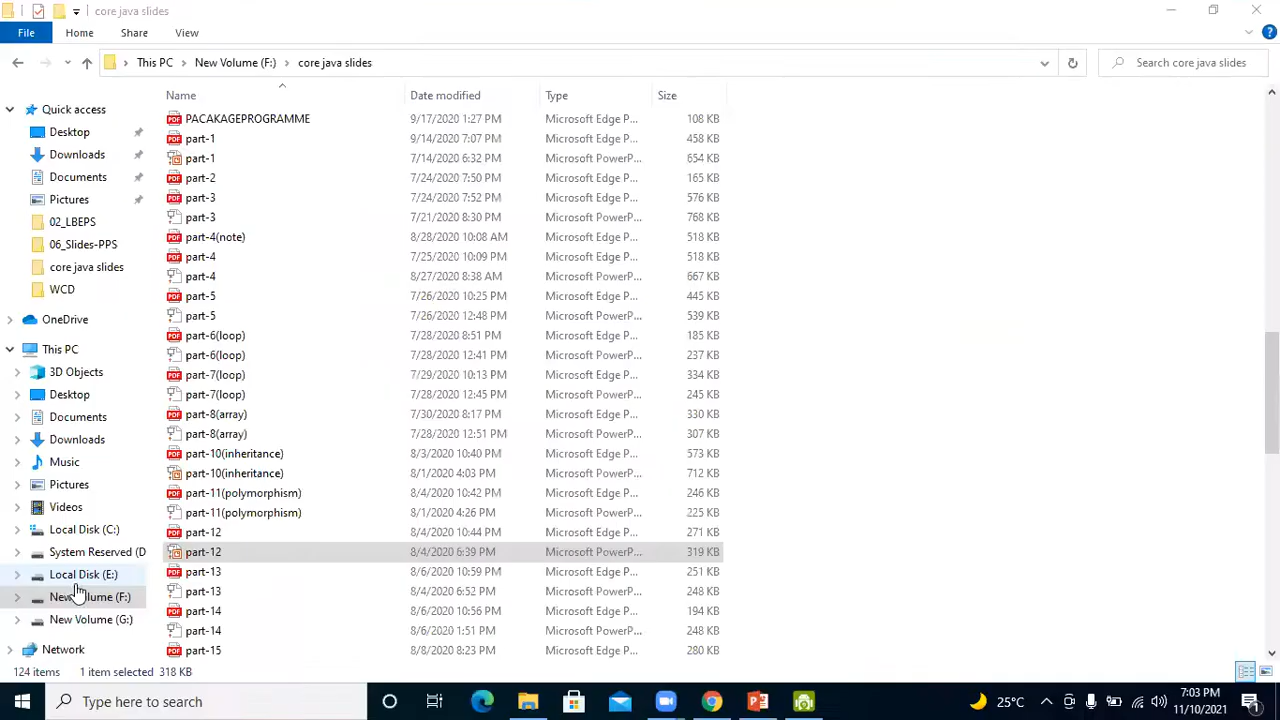 core java slides
File Home Share View
This PC New Volume (F:) core java slides Search core java slides
Name Date modified Type Size
Quick access
Desktop
Downloads
Documents
Pictures
02_LBEPS
06_Slides-PPS
core java slides
WCD
OneDrive
This PC
3D Objects
Desktop
Documents
Downloads
Music
Pictures
Videos
Local Disk (C:)
System Reserved (D
Local Disk (E:)
New Volume (F:)
New Volume (G:)
Network
PACAKAGEPROGRAMME 9/17/2020 1:27 PM Microsoft Edge P... 108 KB
part-1 9/14/2020 7:07 PM Microsoft Edge P... 458 KB
part-1 7/14/2020 6:32 PM Microsoft PowerP... 654 KB
part-2 7/24/2020 7:50 PM Microsoft Edge P... 165 KB
part-3 7/24/2020 7:52 PM Microsoft Edge P... 576 KB
part-3 7/21/2020 8:30 PM Microsoft PowerP... 768 KB
part-4(note) 8/28/2020 10:08 AM Microsoft Edge P... 518 KB
part-4 7/25/2020 10:09 PM Microsoft Edge P... 518 KB
part-4 8/27/2020 8:38 AM Microsoft PowerP... 667 KB
part-5 7/26/2020 10:25 PM Microsoft Edge P... 445 KB
part-5 7/26/2020 12:48 PM Microsoft PowerP... 539 KB
part-6(loop) 7/28/2020 8:51 PM Microsoft Edge P... 185 KB
part-6(loop) 7/28/2020 12:41 PM Microsoft PowerP... 237 KB
part-7(loop) 7/29/2020 10:13 PM Microsoft Edge P... 334 KB
part-7(loop) 7/28/2020 12:45 PM Microsoft PowerP... 245 KB
part-8(array) 7/30/2020 8:17 PM Microsoft Edge P... 330 KB
part-8(array) 7/28/2020 12:51 PM Microsoft PowerP... 307 KB
part-10(inheritance) 8/3/2020 10:40 PM Microsoft Edge P... 573 KB
part-10(inheritance) 8/1/2020 4:03 PM Microsoft PowerP... 712 KB
part-11(polymorphism) 8/4/2020 10:42 PM Microsoft Edge P... 246 KB
part-11(polymorphism) 8/1/2020 4:26 PM Microsoft PowerP... 225 KB
part-12 8/4/2020 10:44 PM Microsoft Edge P... 271 KB
part-12 8/4/2020 6:39 PM Microsoft PowerP... 319 KB
part-13 8/6/2020 10:59 PM Microsoft Edge P... 251 KB
part-13 8/4/2020 6:52 PM Microsoft PowerP... 248 KB
part-14 8/6/2020 10:56 PM Microsoft Edge P... 194 KB
part-14 8/6/2020 1:51 PM Microsoft PowerP... 248 KB
part-15 8/8/2020 8:23 PM Microsoft Edge P... 280 KB
124 items 1 item selected 318 KB
Type here to search 25°C 7:03 PM
11/10/2021